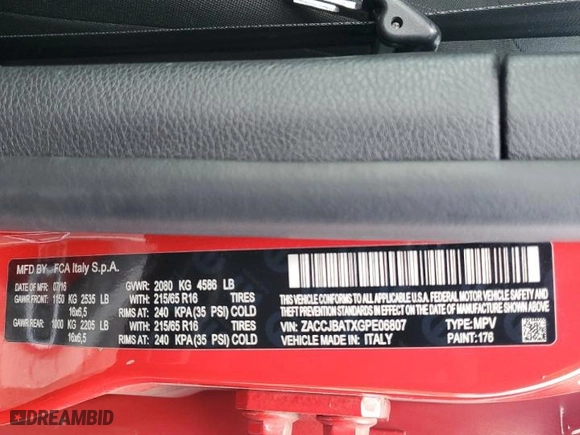 MFD BY FCA Italy S.p.A.
DATE OF MFR: 07/16 GVWR: 2080 KG 4586 LB
GAWR FRONT: 1150 KG 2535 LB WITH: 215/65 R16 TIRES
16x6,5 RIMS AT: 240 KPA(35 PSI) COLD
GAWR REAR: 1000 KG 2205 LB WITH: 215/65 R16 TIRES
16x6,5 RIMS AT: 240 KPA(35 PSI) COLD
THIS VEHICLE CONFORMS TO ALL APPLICABLE U.S.A. FEDERAL MOTOR VEHICLE SAFETY, BUMPER AND
THEFT PREVENTION STANDARDS IN EFFECT ON THE DATE OF MANUFACTURE SHOWN ABOVE.
VIN: ZACCJBATXGPE06807 TYPE: MPV
VEHICLE MADE IN: ITALY PAINT: 176
DREAMBID